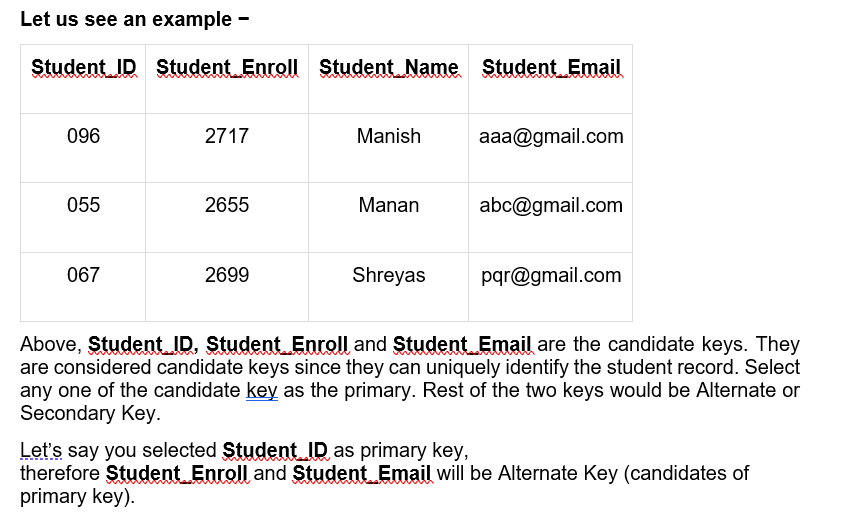 Let us see an example −
Student_ID Student_Enroll Student_Name Student_Email
096 2717 Manish aaa@gmail.com
055 2655 Manan abc@gmail.com
067 2699 Shreyas pqr@gmail.com
Above, Student_ID, Student_Enroll and Student_Email are the candidate keys. They
are considered candidate keys since they can uniquely identify the student record. Select
any one of the candidate key as the primary. Rest of the two keys would be Alternate or
Secondary Key.
Let’s say you selected Student_ID as primary key,
therefore Student_Enroll and Student_Email will be Alternate Key (candidates of
primary key).